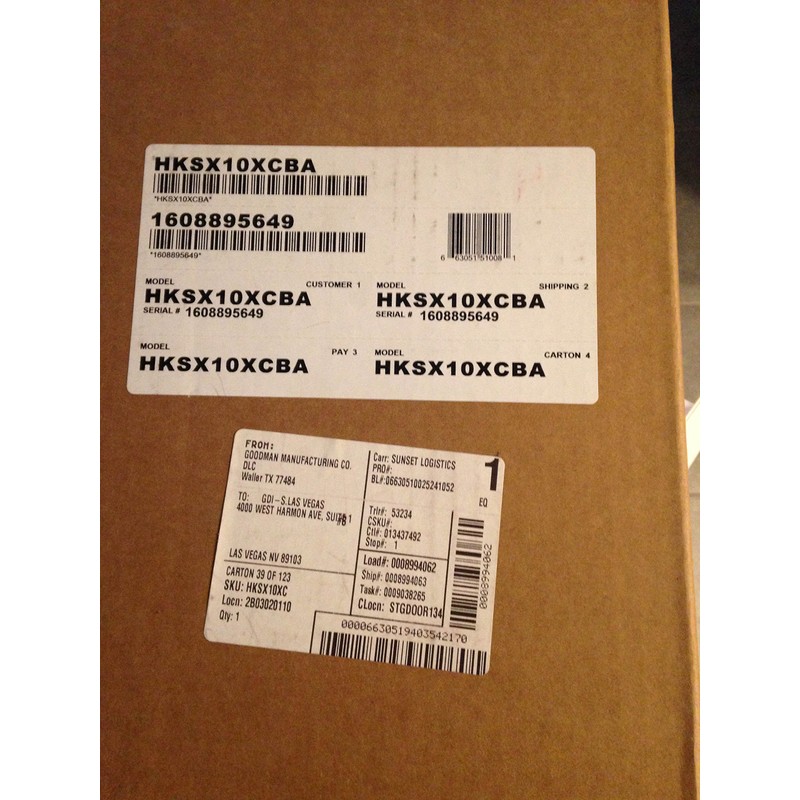 HKSX10XCBA
*HKSX10XCBA*
1608895649
*1608895649*
6 63051 51008 1
MODEL CUSTOMER 1
HKSX10XCBA
SERIAL # 1608895649
MODEL SHIPPING 2
HKSX10XCBA
SERIAL # 1608895649
MODEL PAY 3
HKSX10XCBA
MODEL CARTON 4
HKSX10XCBA
FROM:
GOODMAN MANUFACTURING CO.
DLC
Waller TX 77484
TO: GDI-S.LAS VEGAS
4000 WEST HARMON AVE, SUITE 1
#8
LAS VEGAS NV 89103
CARTON 39 OF 123
SKU: HKSX10XC
Locn: 2B03020110
Qty: 1
Carr: SUNSET LOGISTICS
PRO#:
BL#:06630510025241052
Trlr#: 53234
CSKU#:
Ctl#: 013437492
Stop#: 1
Load#: 0008994062
Ship#: 0008994063
Task#: 0009038265
CLocn: STGDOOR134
1
EQ
0008994062
00006630519403542170